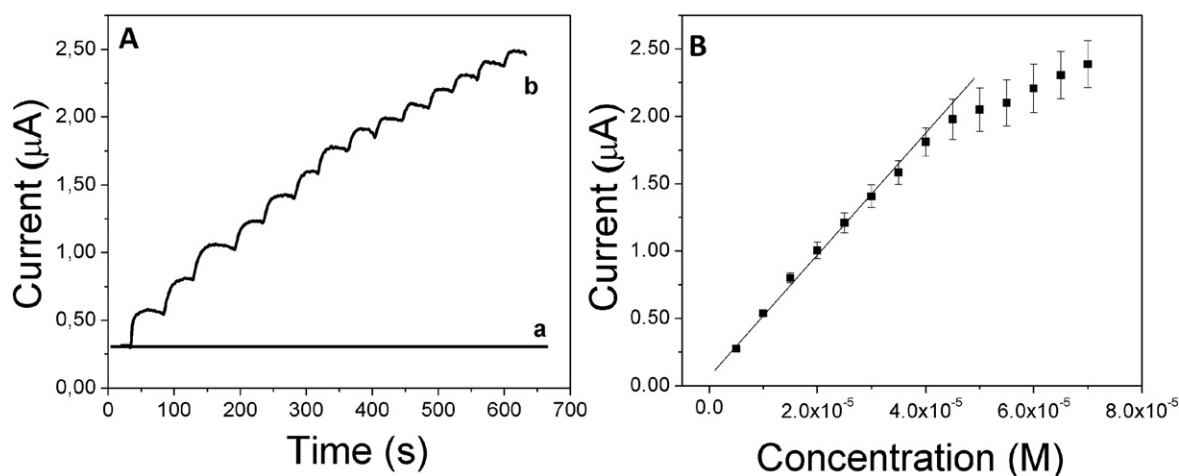 A
Current (μA)
2,50
2,00
1,50
1,00
0,50
0,00
b
a
0 100 200 300 400 500 600 700
Time (s)
B
Current (μA)
2.50
2.00
1.50
1.00
0.50
0.00
0.0 2.0x10⁻⁵ 4.0x10⁻⁵ 6.0x10⁻⁵ 8.0x10⁻⁵
Concentration (M)